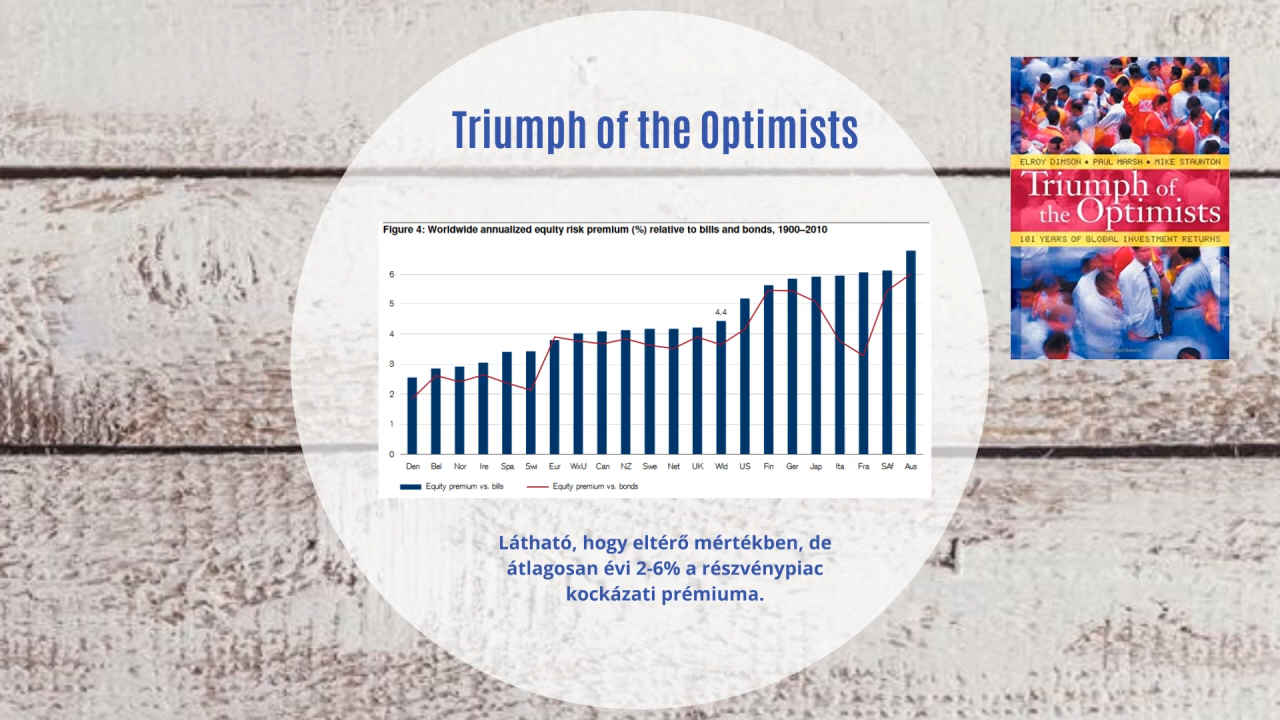 Triumph of the Optimists
ELROY DIMSON • PAUL MARSH • MIKE STAUNTON
Triumph of
the Optimists
101 YEARS OF GLOBAL INVESTMENT RETURNS
Figure 4: Worldwide annualized equity risk premium (%) relative to bills and bonds, 1900–2010
6
5
4.4
4
3
2
1
0
Den Bel Nor Ire Spa Swi Eur WxU Can NZ Swe Net UK Wld US Fin Ger Jap Ita Fra SAf Aus
Equity premium vs. bills Equity premium vs. bonds
Látható, hogy eltérő mértékben, de
átlagosan évi 2-6% a részvénypiac
kockázati prémiuma.